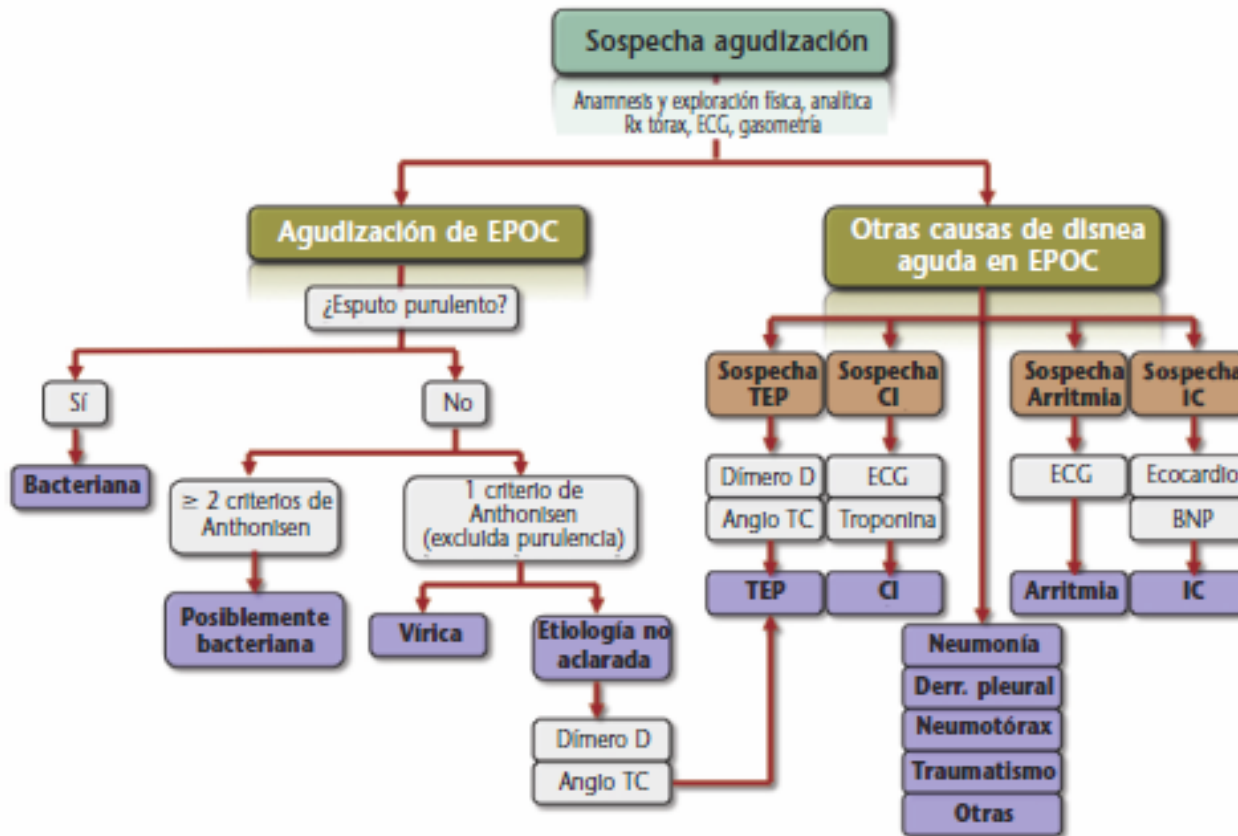 Sospecha agudización
Anamnesis y exploración física, analítica
Rx tórax, ECG, gasometría
Agudización de EPOC
¿Esputo purulento?
Sí
No
Bacteriana
≥ 2 criterios de
Anthonisen
1 criterio de
Anthonisen
(excluida purulencia)
Posiblemente
bacteriana
Vírica
Etiología no
aclarada
Dímero D
Angio TC
Otras causas de disnea
aguda en EPOC
Sospecha
TEP
Sospecha
CI
Sospecha
Arritmia
Sospecha
IC
Dímero D
Angio TC
ECG
Troponina
ECG
Ecocardio
BNP
TEP
CI
Arritmia
IC
Neumonía
Derr. pleural
Neumotórax
Traumatismo
Otras